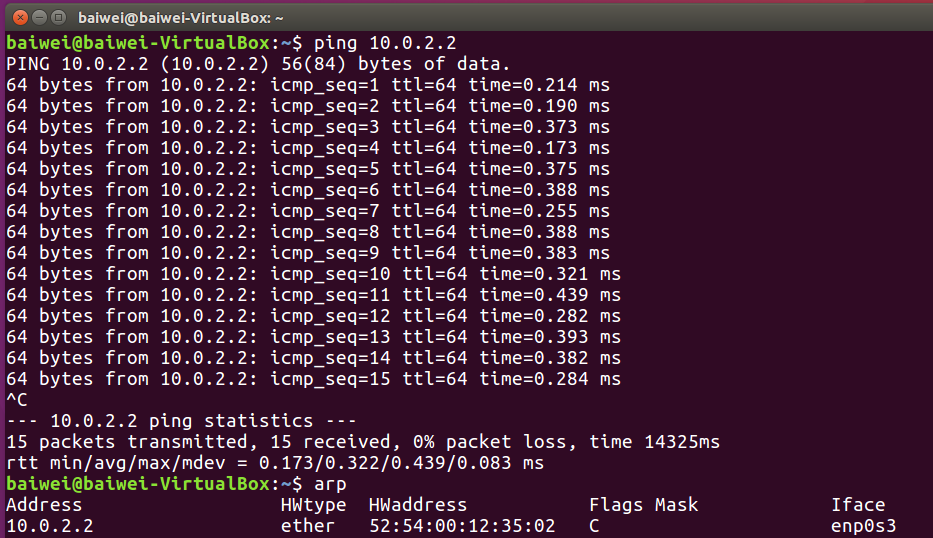 baiwei@baiwei-VirtualBox: ~
baiwei@baiwei-VirtualBox:~$ ping 10.0.2.2
PING 10.0.2.2 (10.0.2.2) 56(84) bytes of data.
64 bytes from 10.0.2.2: icmp_seq=1 ttl=64 time=0.214 ms
64 bytes from 10.0.2.2: icmp_seq=2 ttl=64 time=0.190 ms
64 bytes from 10.0.2.2: icmp_seq=3 ttl=64 time=0.373 ms
64 bytes from 10.0.2.2: icmp_seq=4 ttl=64 time=0.173 ms
64 bytes from 10.0.2.2: icmp_seq=5 ttl=64 time=0.375 ms
64 bytes from 10.0.2.2: icmp_seq=6 ttl=64 time=0.388 ms
64 bytes from 10.0.2.2: icmp_seq=7 ttl=64 time=0.255 ms
64 bytes from 10.0.2.2: icmp_seq=8 ttl=64 time=0.388 ms
64 bytes from 10.0.2.2: icmp_seq=9 ttl=64 time=0.383 ms
64 bytes from 10.0.2.2: icmp_seq=10 ttl=64 time=0.321 ms
64 bytes from 10.0.2.2: icmp_seq=11 ttl=64 time=0.439 ms
64 bytes from 10.0.2.2: icmp_seq=12 ttl=64 time=0.282 ms
64 bytes from 10.0.2.2: icmp_seq=13 ttl=64 time=0.393 ms
64 bytes from 10.0.2.2: icmp_seq=14 ttl=64 time=0.382 ms
64 bytes from 10.0.2.2: icmp_seq=15 ttl=64 time=0.284 ms
^C
--- 10.0.2.2 ping statistics ---
15 packets transmitted, 15 received, 0% packet loss, time 14325ms
rtt min/avg/max/mdev = 0.173/0.322/0.439/0.083 ms
baiwei@baiwei-VirtualBox:~$ arp
Address                  HWtype  HWaddress           Flags Mask            Iface
10.0.2.2                 ether   52:54:00:12:35:02   C                     enp0s3